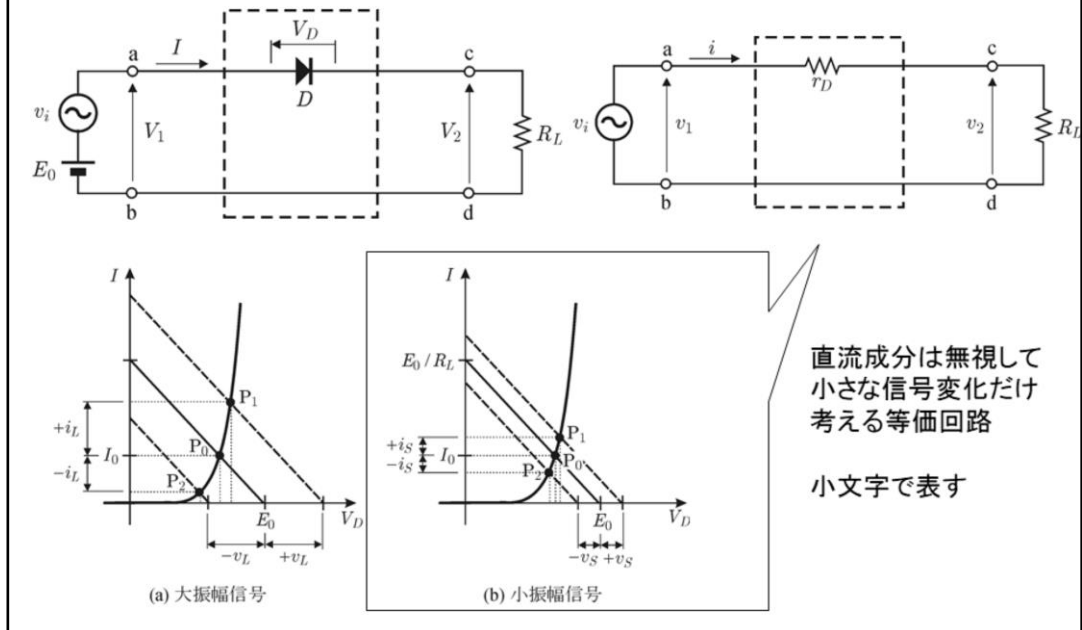 V_D
a
I
c
D
v_i
V_1
V_2
R_L
E_0
b
d
a
i
c
r_D
v_i
v_1
v_2
R_L
b
d
I
P_1
+i_L
P_0
I_0
−i_L
P_2
E_0
V_D
−v_L
+v_L
(a) 大振幅信号
I
E_0 / R_L
P_1
+i_S
I_0
P_0
−i_S
P_2
E_0
V_D
−v_S
+v_S
(b) 小振幅信号
直流成分は無視して
小さな信号変化だけ
考える等価回路
小文字で表す